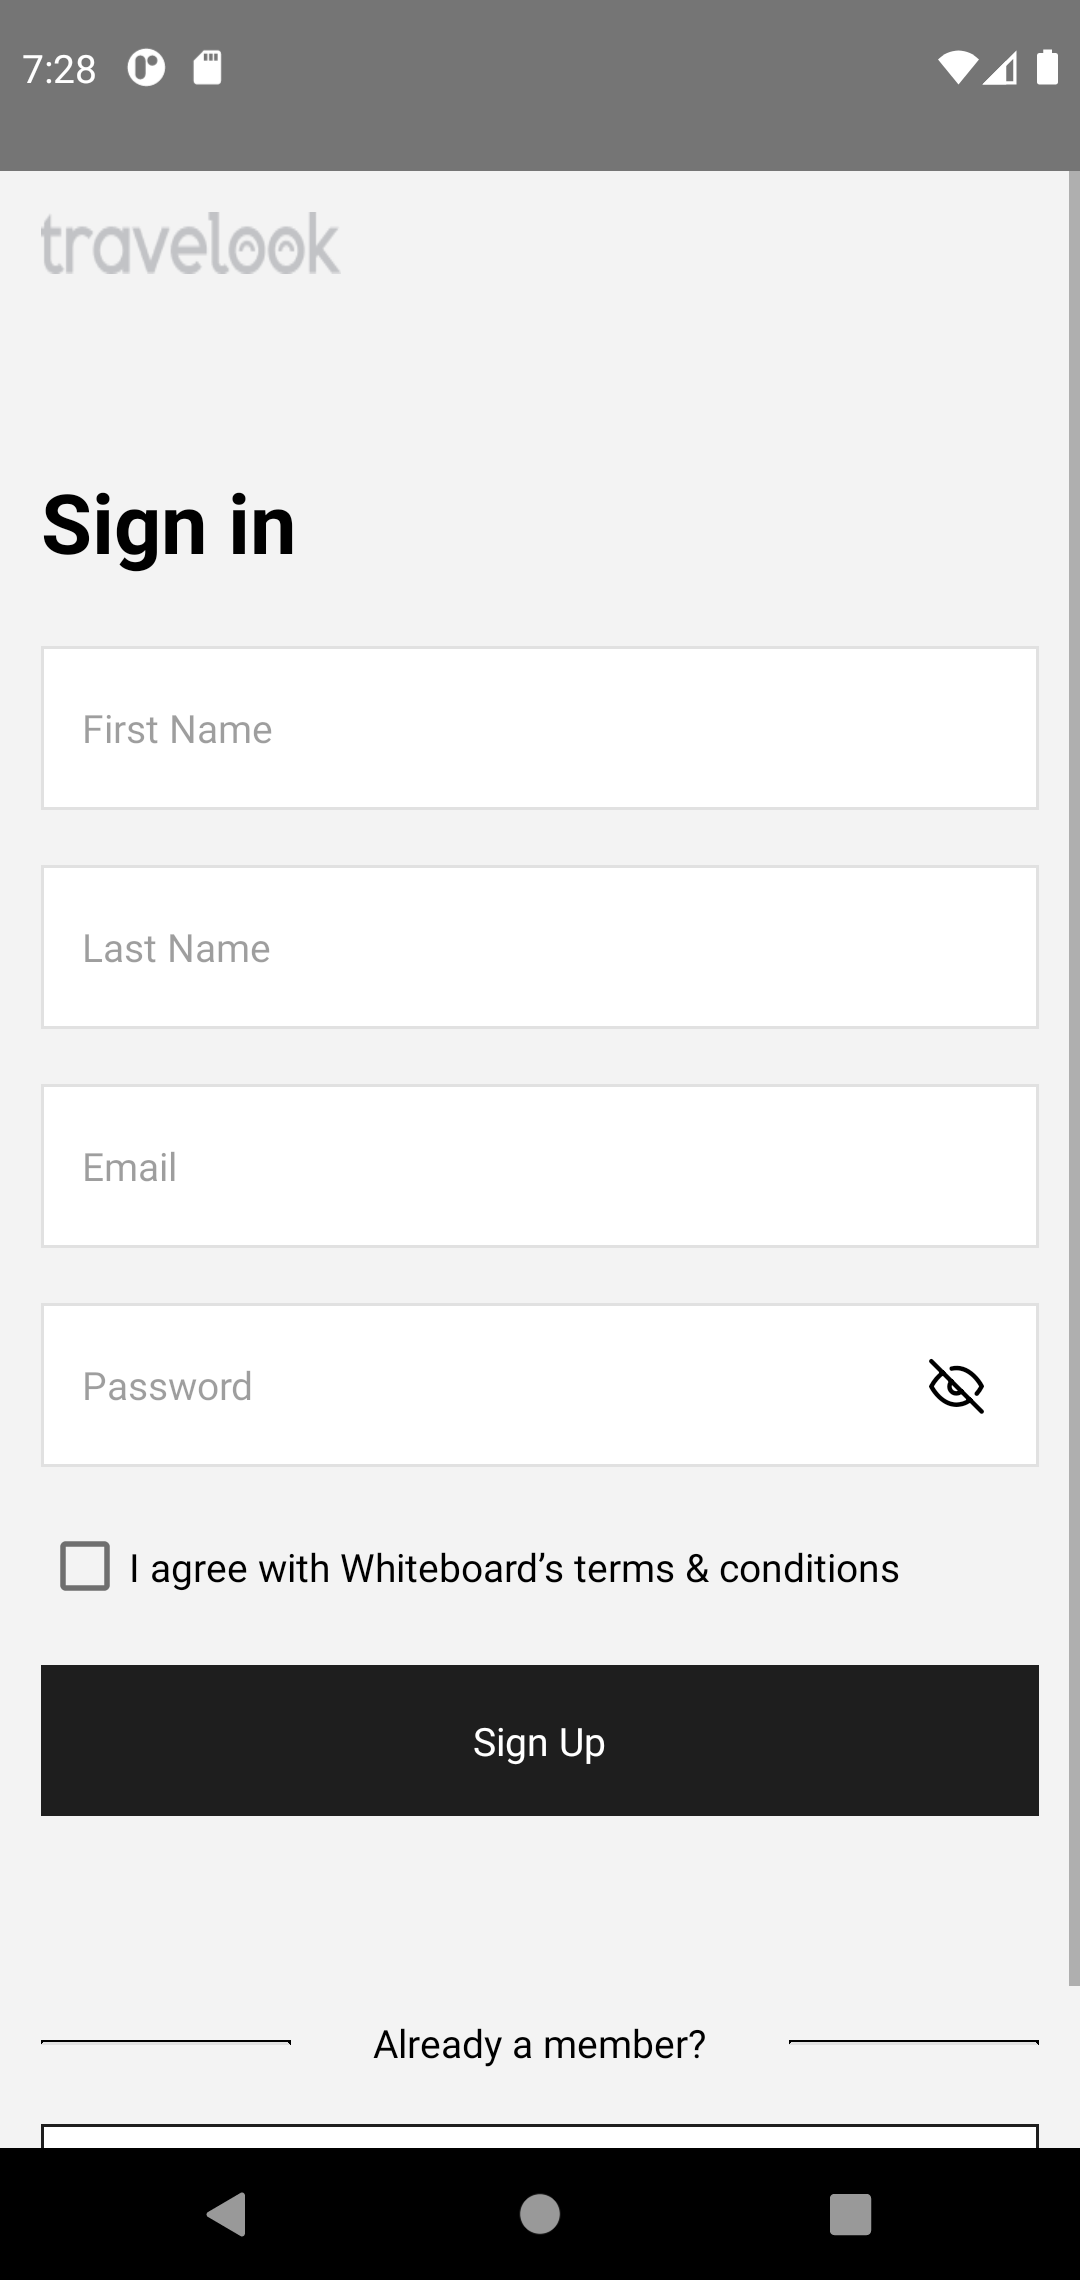 7:28
travelook
Sign in
First Name
Last Name
Email
Password
I agree with Whiteboard’s terms & conditions
Sign Up
Already a member?